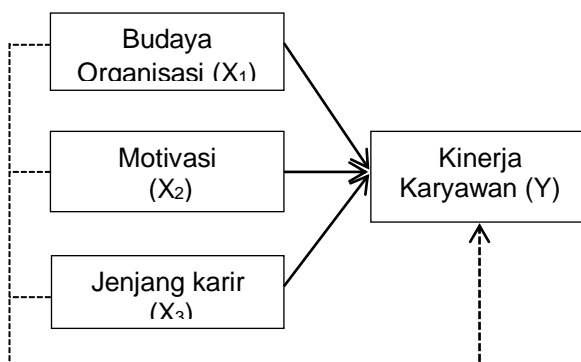 Budaya
Organisasi (X₁)
Motivasi
(X₂)
Kinerja
Karyawan (Y)
Jenjang karir
(X₃)